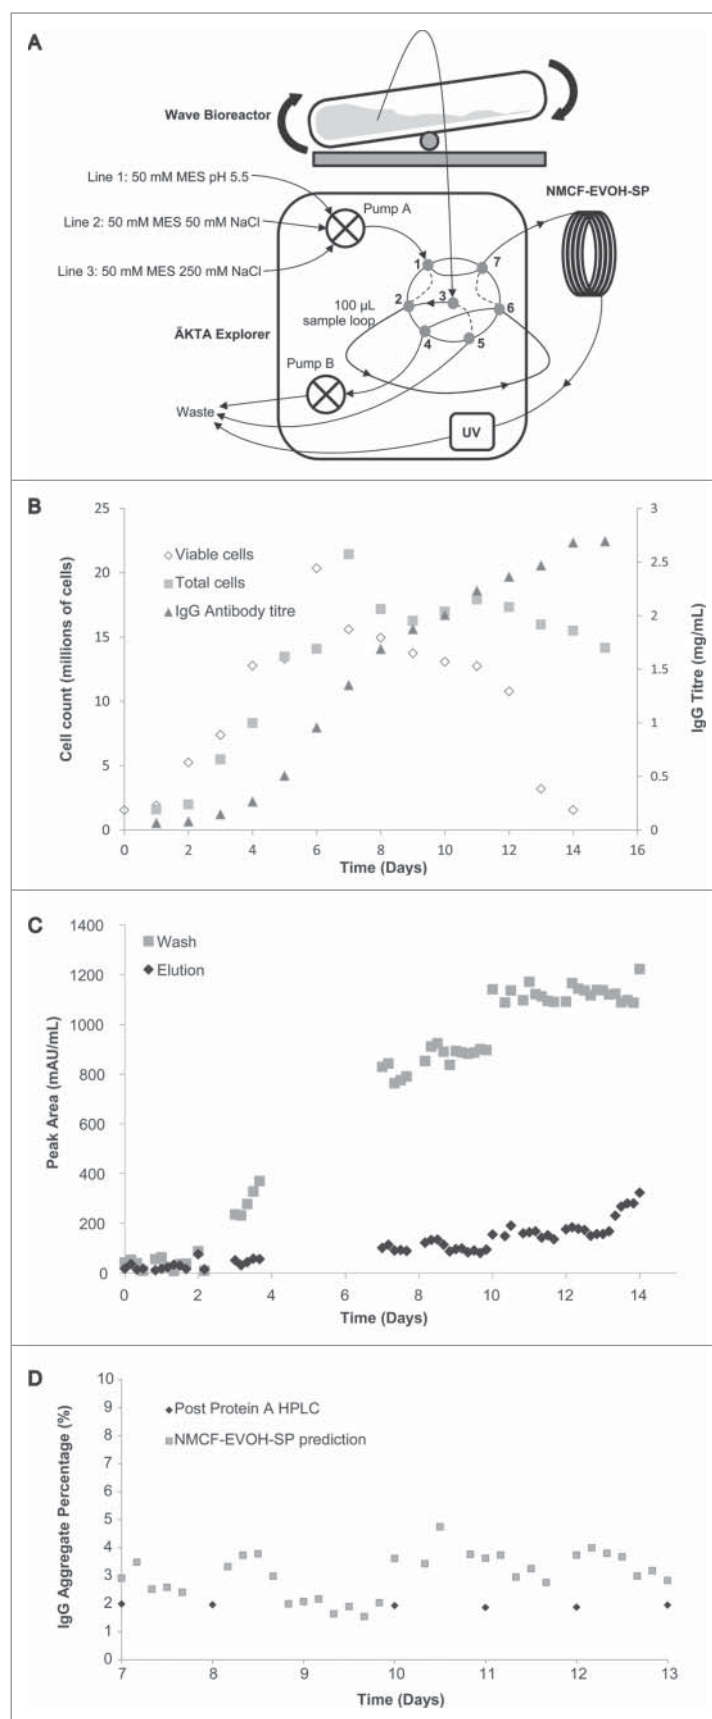 A
Wave Bioreactor
Line 1: 50 mM MES pH 5.5
NMCF-EVOH-SP
Pump A
Line 2: 50 mM MES 50 mM NaCl
Line 3: 50 mM MES 250 mM NaCl
1
7
2
3
6
100 µL
sample loop
4
5
ÄKTA Explorer
Pump B
Waste
UV
B
25
20
15
10
5
0
Cell count (millions of cells)
Viable cells
Total cells
IgG Antibody titre
3
2.5
2
1.5
1
0.5
0
IgG Titre (mg/mL)
0 2 4 6 8 10 12 14 16
Time (Days)
C
1400
1200
1000
800
600
400
200
0
Peak Area (mAU/mL)
Wash
Elution
0 2 4 6 8 10 12 14
Time (Days)
D
10
9
8
7
6
5
4
3
2
1
0
IgG Aggregate Percentage (%)
Post Protein A HPLC
NMCF-EVOH-SP prediction
7 8 9 10 11 12 13
Time (Days)